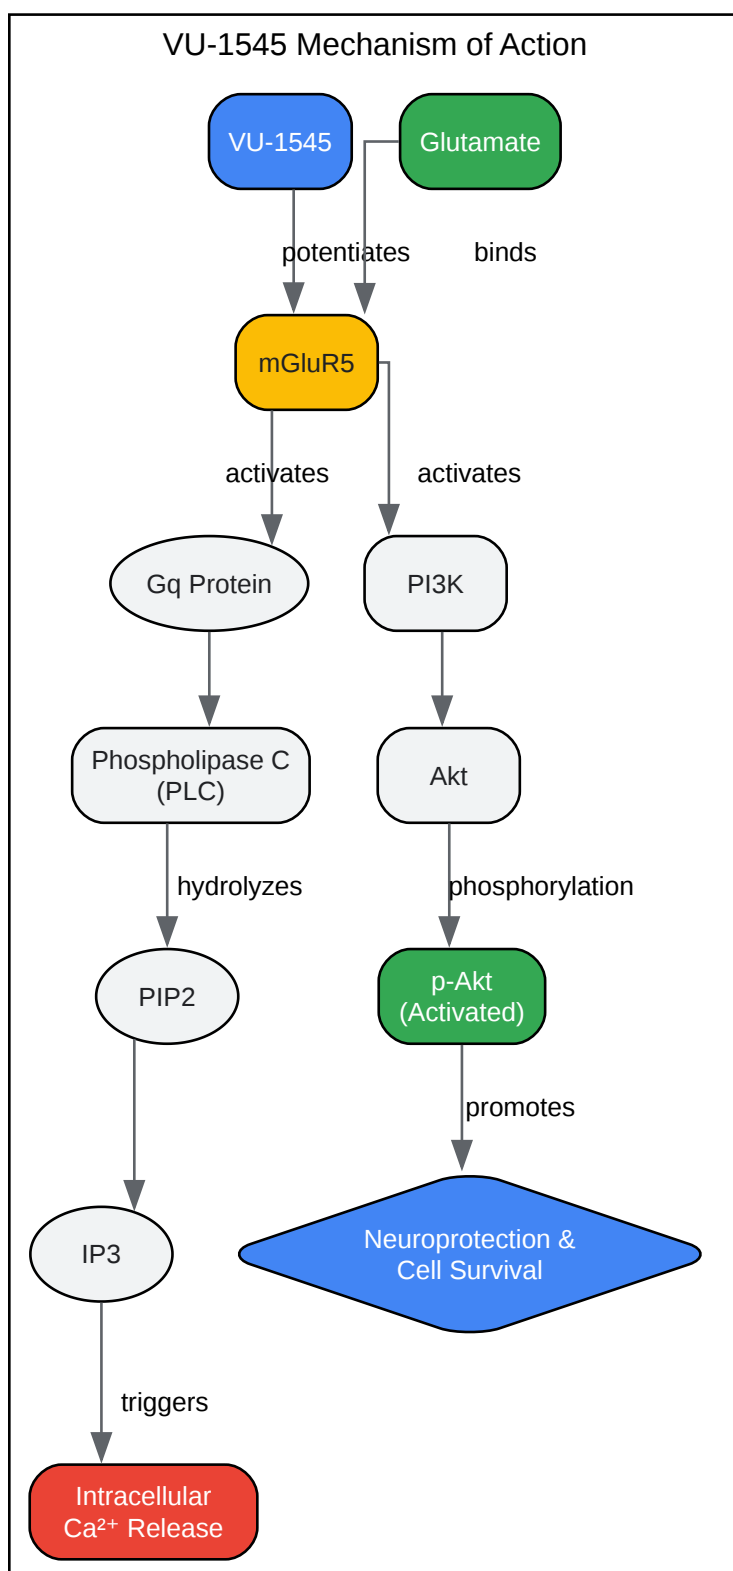 VU-1545 Mechanism of Action
VU-1545
Glutamate
potentiates
binds
mGluR5
activates
activates
Gq Protein
PI3K
Phospholipase C
(PLC)
Akt
hydrolyzes
phosphorylation
PIP2
p-Akt
(Activated)
promotes
IP3
Neuroprotection &
Cell Survival
triggers
Intracellular
Ca²⁺ Release